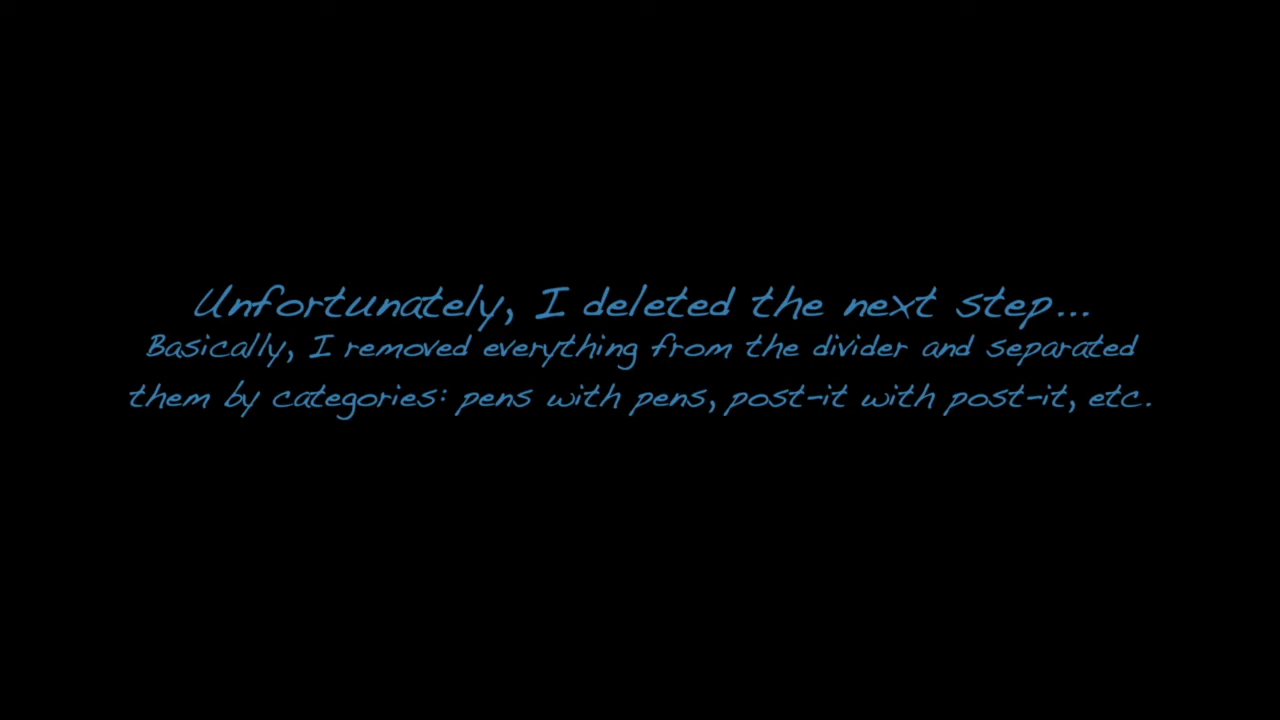 Unfortunately, I deleted the next step...
Basically, I removed everything from the divider and separated
them by categories: pens with pens, post-it with post-it, etc.